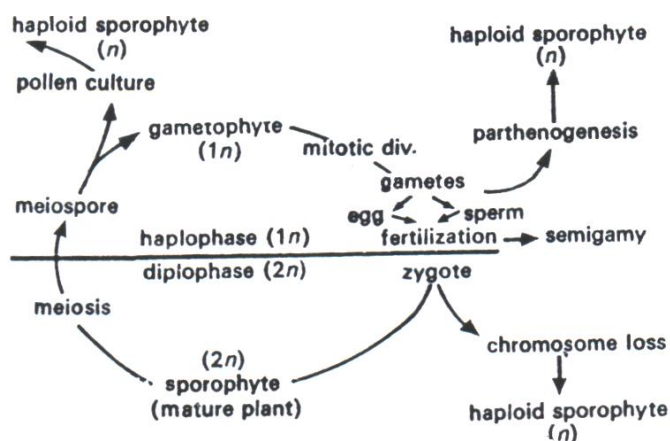 haploid sporophyte
(n)
pollen culture
haploid sporophyte
(n)
parthenogenesis
gametophyte
(1n)
mitotic div.
gametes
egg
sperm
meiospore
haplophase (1n)
fertilization
semigamy
diplophase (2n)
zygote
meiosis
chromosome loss
(2n)
sporophyte
(mature plant)
haploid sporophyte
(n)